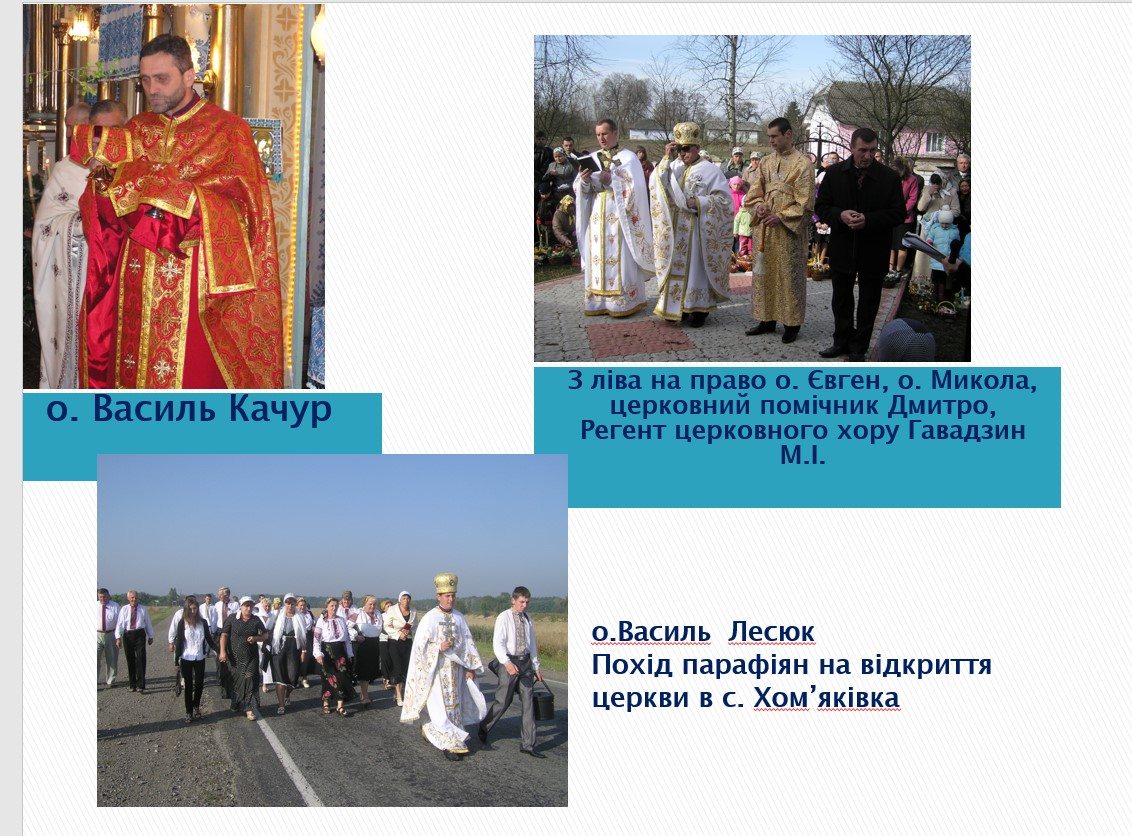 о. Василь Качур
З ліва на право о. Євген, о. Микола,
церковний помічник Дмитро,
Регент церковного хору Гавадзин
М.І.
о.Василь Лесюк
Похід парафіян на відкриття
церкви в с. Хом’яківка